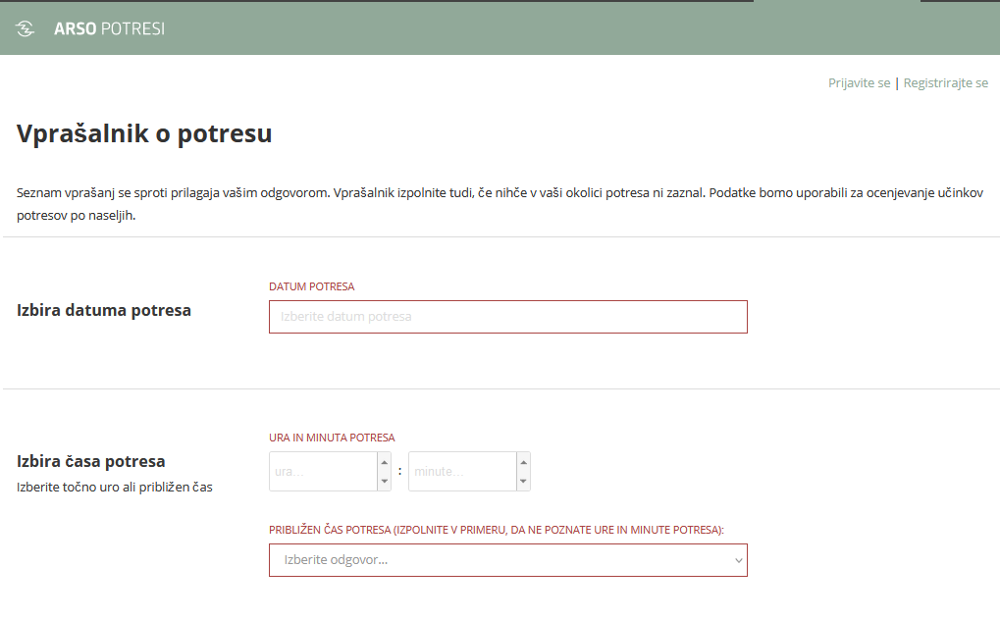 ARSO POTRESI
Prijavite se | Registrirajte se
Vprašalnik o potresu
Seznam vprašanj se sproti prilagaja vašim odgovorom. Vprašalnik izpolnite tudi, če nihče v vaši okolici potresa ni zaznal. Podatke bomo uporabili za ocenjevanje učinkov
potresov po naseljih.
DATUM POTRESA
Izbira datuma potresa
Izberite datum potresa
URA IN MINUTA POTRESA
Izbira časa potresa
Izberite točno uro ali približen čas
ura... : minute...
PRIBLIŽEN ČAS POTRESA (IZPOLNITE V PRIMERU, DA NE POZNATE URE IN MINUTE POTRESA):
Izberite odgovor...